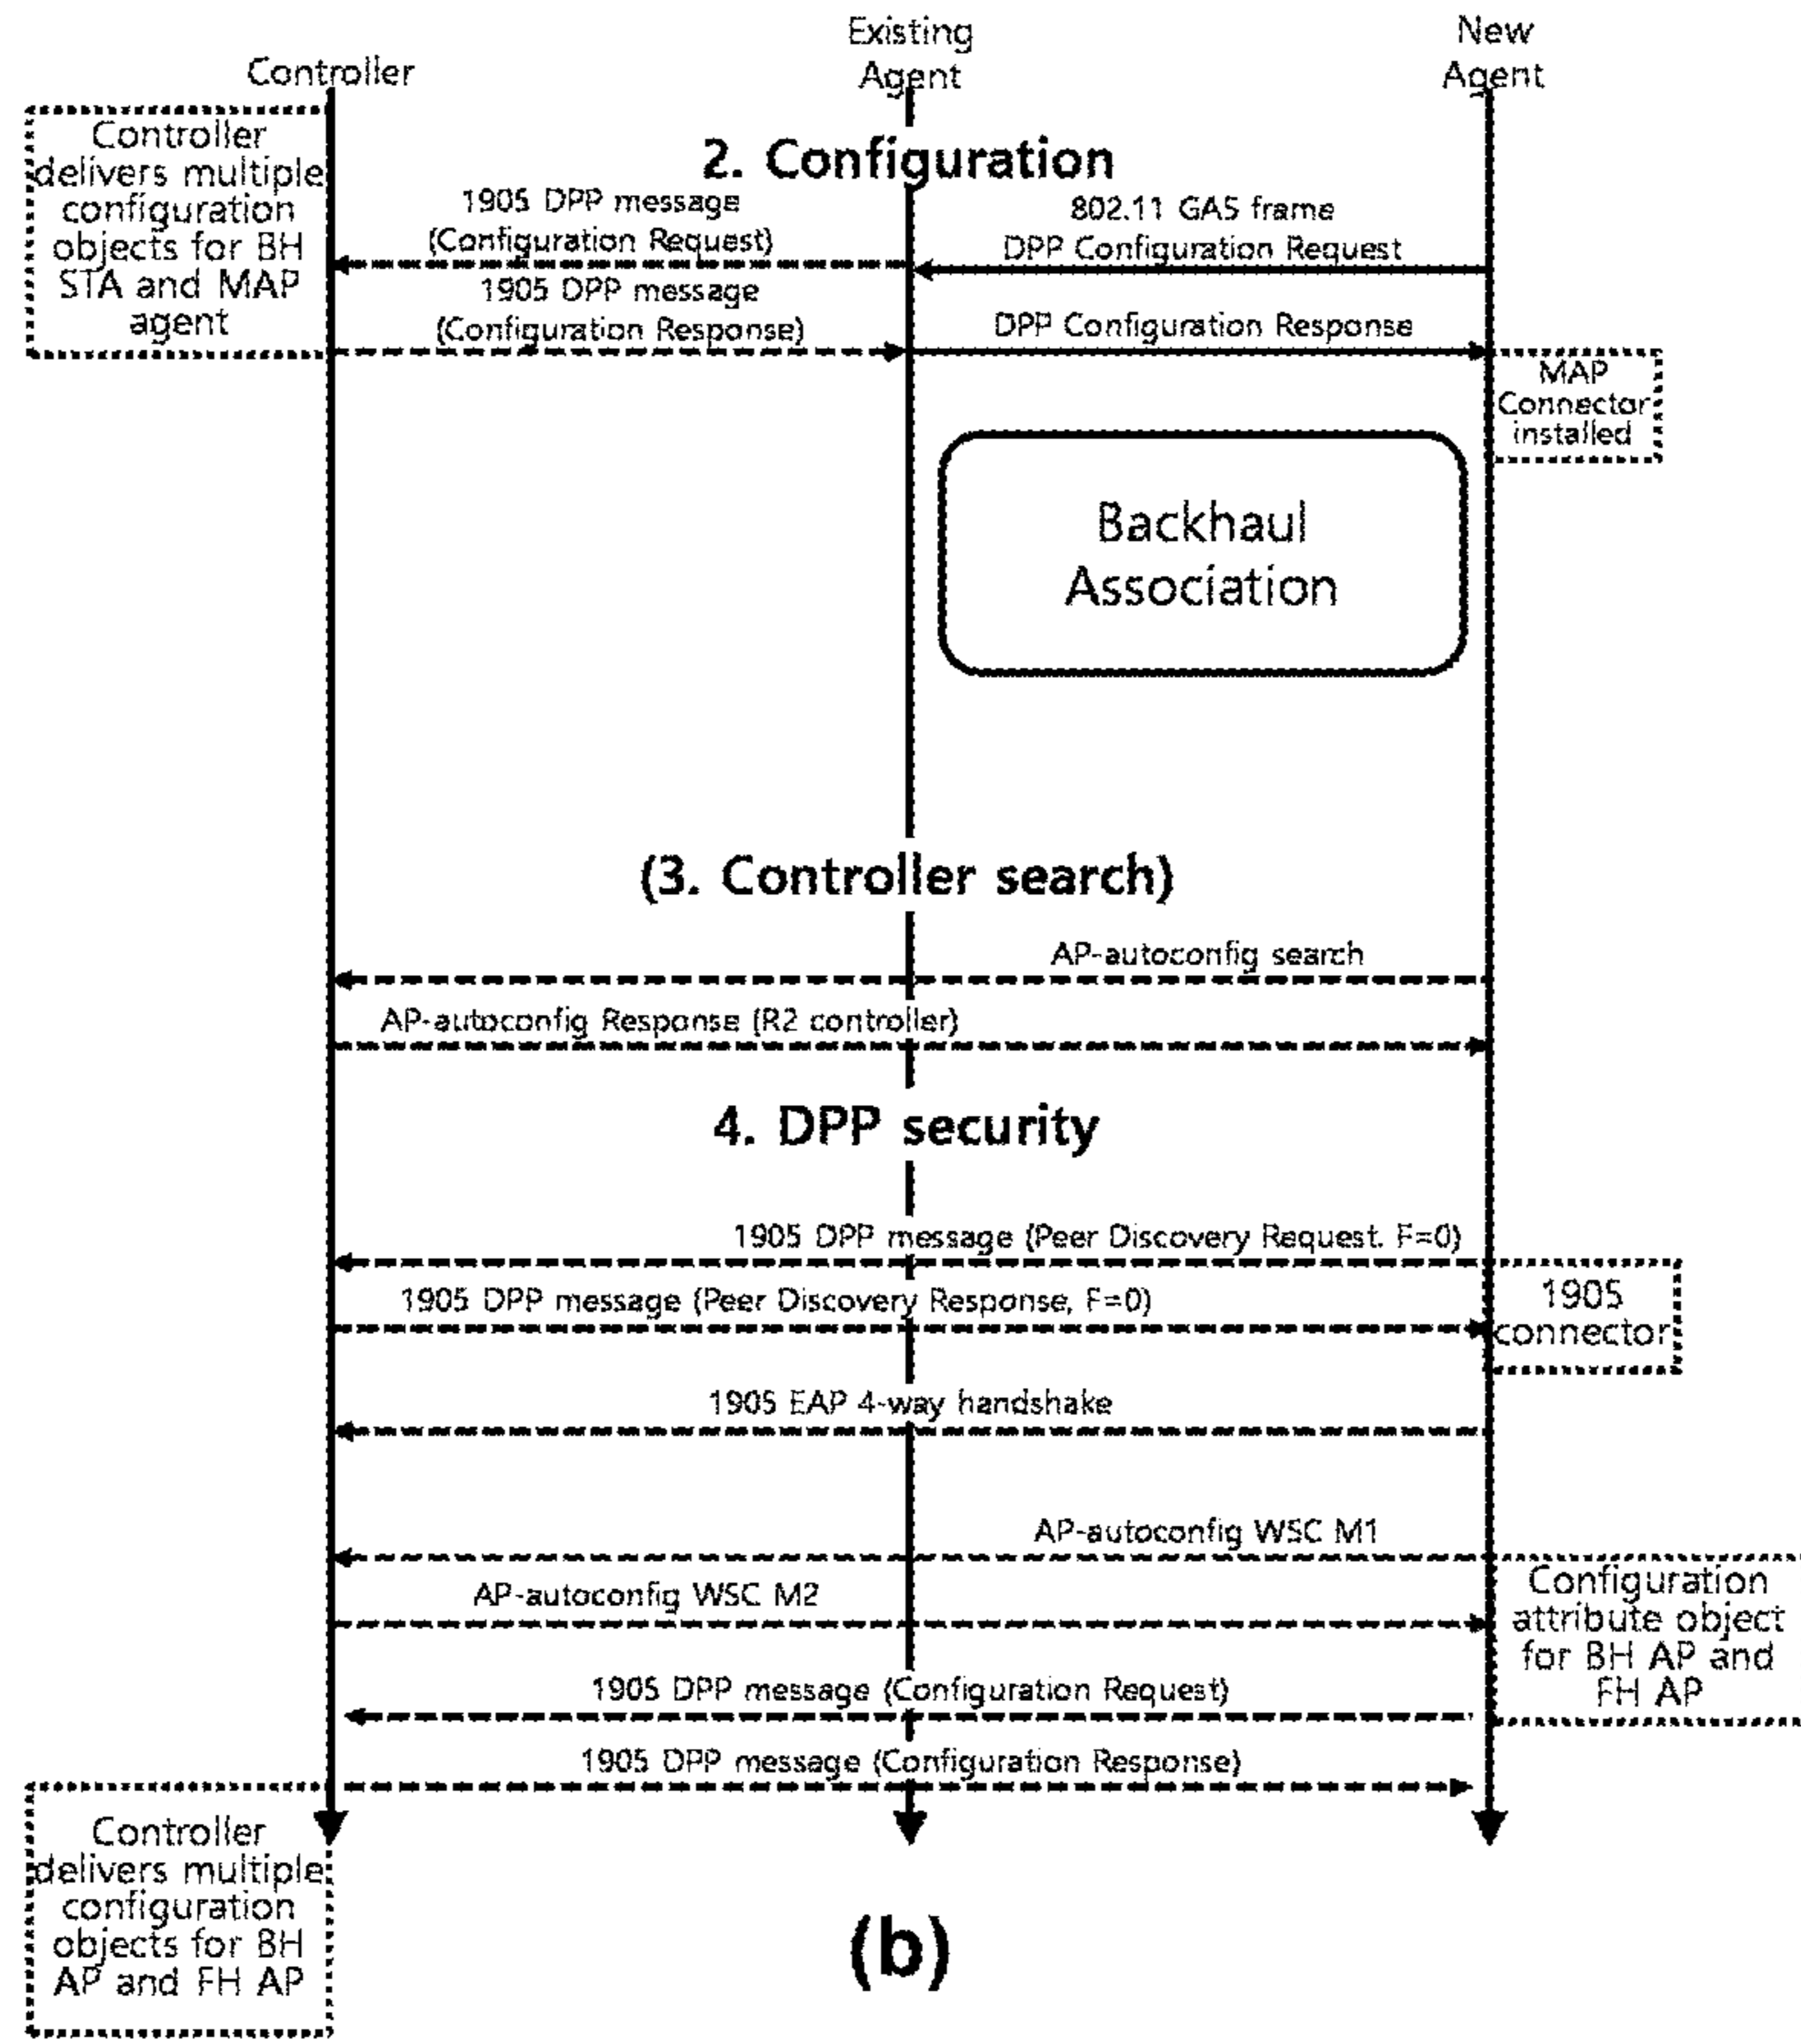 Controller
Existing
Agent
New
Agent
Controller
delivers multiple
configuration
objects for BH
STA and MAP
agent
2. Configuration
1905 DPP message
(Configuration Request)
802.11 GAS frame
DPP Configuration Request
1905 DPP message
(Configuration Response)
DPP Configuration Response
MAP
Connector
installed
Backhaul
Association
(3. Controller search)
AP-autoconfig search
AP-autoconfig Response (R2 controller)
4. DPP security
1905 DPP message (Peer Discovery Request. F=0)
1905 DPP message (Peer Discovery Response, F=0)
1905
connector
1905 EAP 4-way handshake
AP-autoconfig WSC M1
AP-autoconfig WSC M2
Configuration
attribute object
for BH AP and
FH AP
1905 DPP message (Configuration Request)
1905 DPP message (Configuration Response)
Controller
delivers multiple
configuration
objects for BH
AP and FH AP
(b)